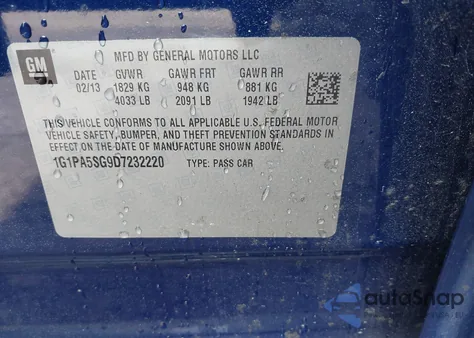 GM
MFD BY GENERAL MOTORS LLC
DATE GVWR GAWR FRT GAWR RR
02/13 1829 KG 948 KG 881 KG
4033 LB 2091 LB 1942 LB
THIS VEHICLE CONFORMS TO ALL APPLICABLE U.S. FEDERAL MOTOR
VEHICLE SAFETY, BUMPER, AND THEFT PREVENTION STANDARDS IN
EFFECT ON THE DATE OF MANUFACTURE SHOWN ABOVE.
1G1PA5SG9D7232220 TYPE: PASS CAR
autoSnap